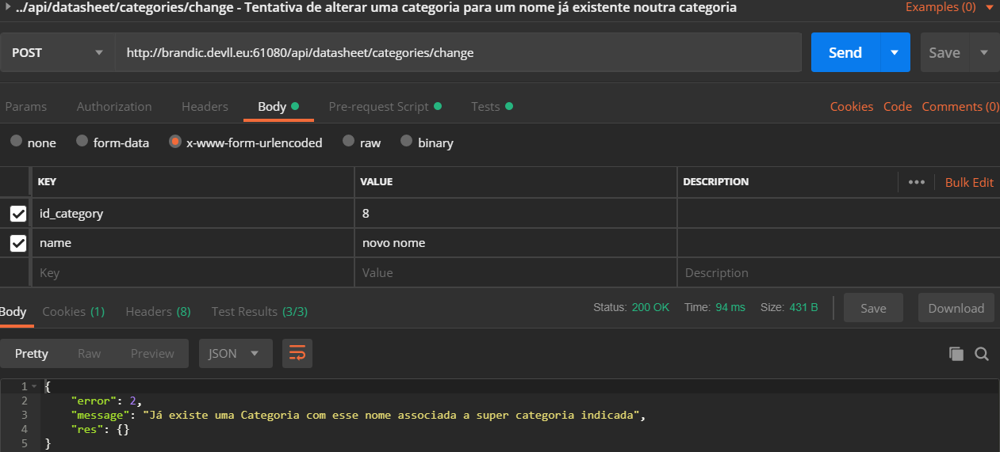 ../api/datasheet/categories/change - Tentativa de alterar uma categoria para um nome já existente noutra categoria
Examples (0)
POST
http://brandic.devll.eu:61080/api/datasheet/categories/change
Send
Save
Params Authorization Headers Body Pre-request Script Tests
Cookies Code Comments (0)
none form-data x-www-form-urlencoded raw binary
KEY VALUE DESCRIPTION ••• Bulk Edit
id_category 8
name novo nome
Key Value Description
Body Cookies (1) Headers (8) Test Results (3/3) Status: 200 OK Time: 94 ms Size: 431 B Save Download
Pretty Raw Preview JSON
1 {
2 "error": 2,
3 "message": "Já existe uma Categoria com esse nome associada a super categoria indicada",
4 "res": {}
5 }